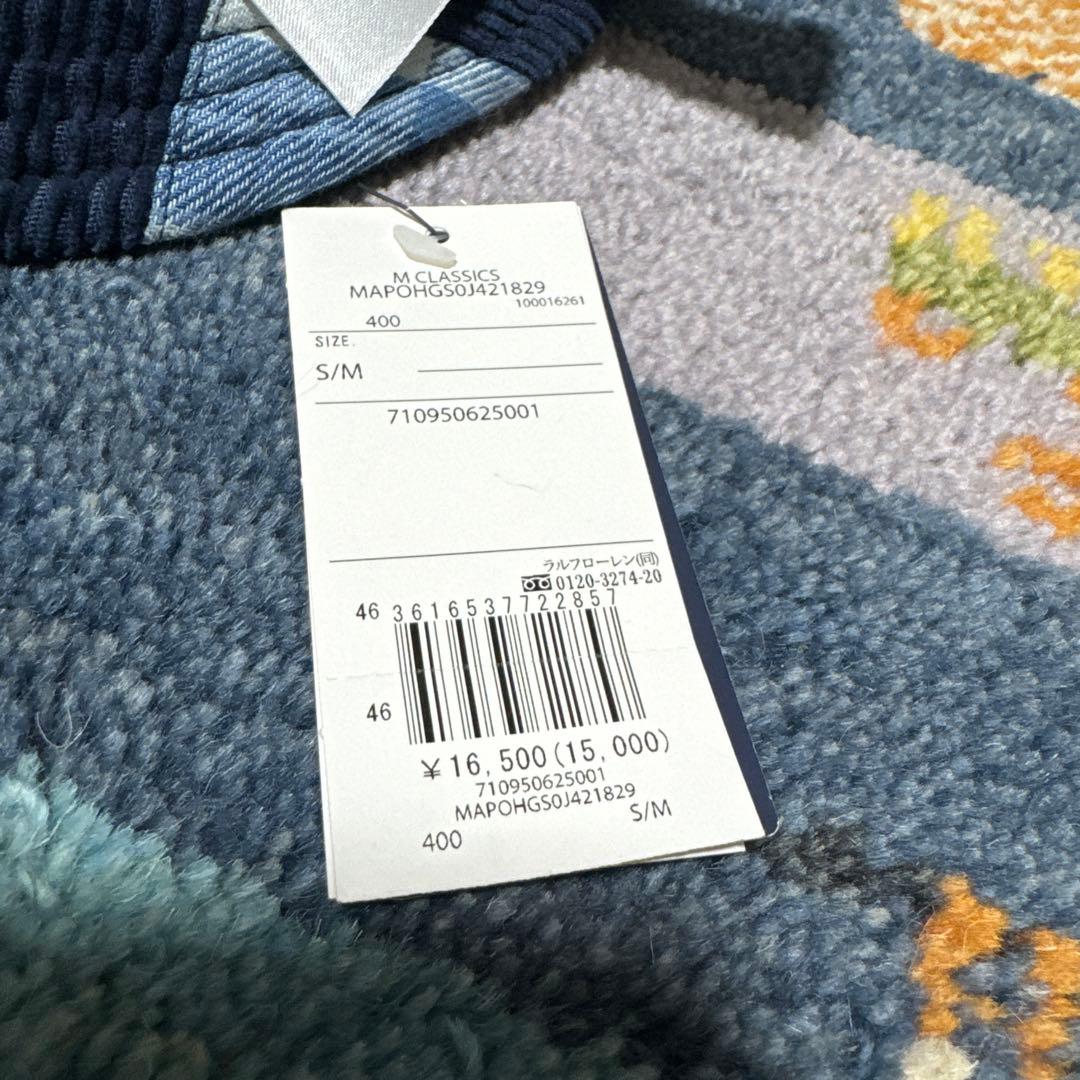 M CLASSICS
MAPOHGS0J421829
100016261
400
SIZE.
S/M
710950625001
ラルフローレン(同)
0120-3274-20
46 3616537722857
46
¥16,500(15,000)
710950625001
MAPOHGS0J421829
400 S/M